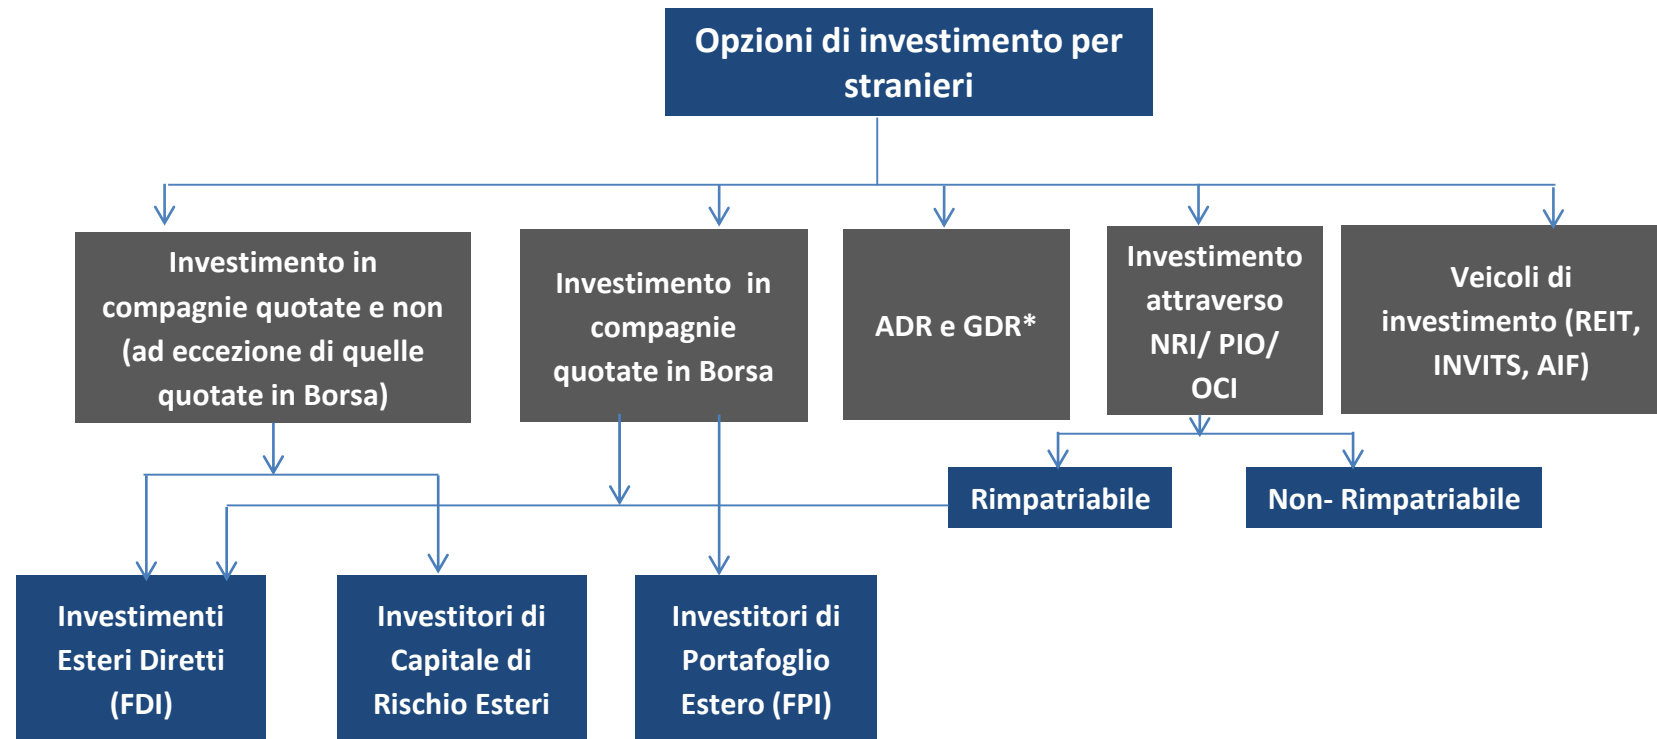 Opzioni di investimento per
stranieri
Investimento in
compagnie quotate e non
(ad eccezione di quelle
quotate in Borsa)
Investimento in
compagnie
quotate in Borsa
ADR e GDR*
Investimento
attraverso
NRI/ PIO/
OCI
Veicoli di
investimento (REIT,
INVITS, AIF)
Rimpatriabile
Non- Rimpatriabile
Investimenti
Esteri Diretti
(FDI)
Investitori di
Capitale di
Rischio Esteri
Investitori di
Portafoglio
Estero (FPI)